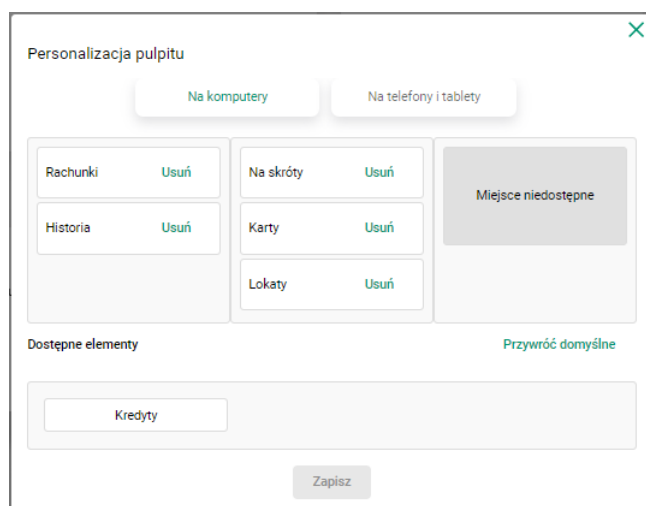 Personalizacja pulpitu
Na komputery
Na telefony i tablety
Rachunki Usuń
Historia Usuń
Na skróty Usuń
Karty Usuń
Lokaty Usuń
Miejsce niedostępne
Dostępne elementy
Przywróć domyślne
Kredyty
Zapisz